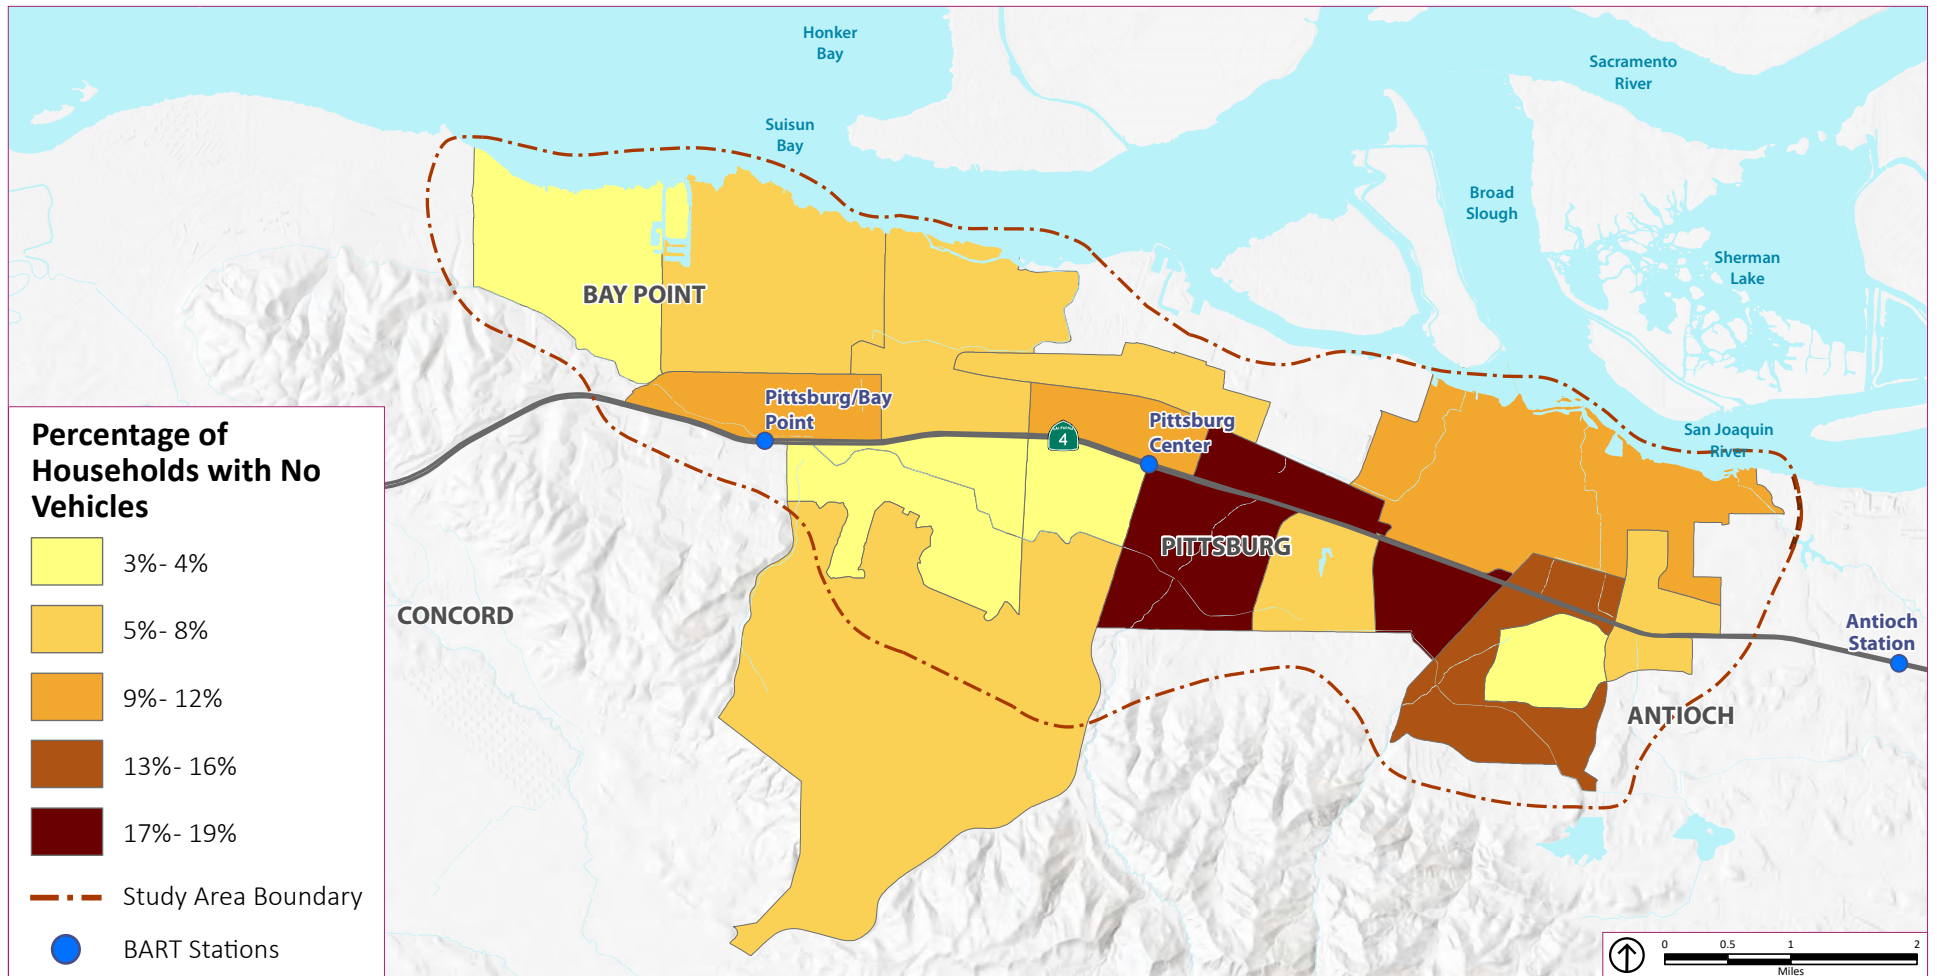 Honker
Bay
Sacramento
River
Suisun
Bay
Broad
Slough
Sherman
Lake
BAY POINT
Pittsburg/Bay
Point
Pittsburg
Center
4
San Joaquin
River
PITTSBURG
CONCORD
Antioch
Station
ANTIOCH
Percentage of
Households with No
Vehicles
3%- 4%
5%- 8%
9%- 12%
13%- 16%
17%- 19%
Study Area Boundary
BART Stations
0 0.5 1 2
Miles